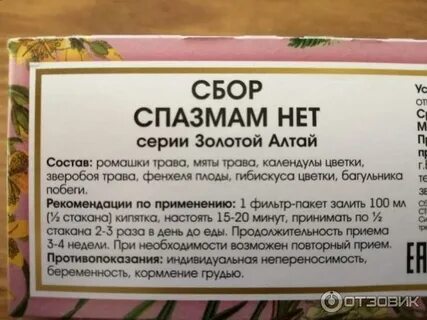 СБОР
СПАЗМАМ НЕТ
серии Золотой Алтай
Состав: ромашки трава, мяты трава, календулы цветки,
зверобоя трава, фенхеля плоды, гибискуса цветки, багульника
побеги.
Рекомендации по применению: 1 фильтр-пакет залить 100 мл
(½ стакана) кипятка, настоять 15-20 минут, принимать по ½
стакана 2-3 раза в день до еды. Продолжительность приема
3-4 недели. При необходимости возможен повторный прием.
Противопоказания: индивидуальная непереносимость,
беременность, кормление грудью.
ЕАС
ОТЗОВИК